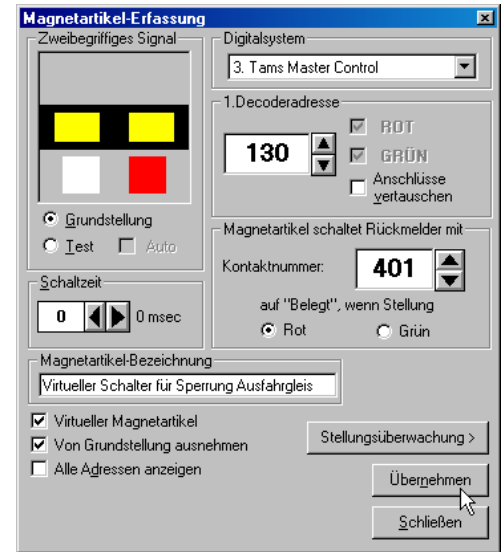 Magnetartikel-Erfassung
Zweibegriffiges Signal
Grundstellung
Test Auto
Schaltzeit
0 0 msec
Digitalsystem
3. Tams Master Control
1.Decoderadresse
130
ROT
GRÜN
Anschlüsse
vertauschen
Magnetartikel schaltet Rückmelder mit
Kontaktnummer: 401
auf "Belegt", wenn Stellung
Rot Grün
Magnetartikel-Bezeichnung
Virtueller Schalter für Sperrung Ausfahrgleis
Virtueller Magnetartikel
Von Grundstellung ausnehmen
Alle Adressen anzeigen
Stellungsüberwachung >
Übernehmen
Schließen